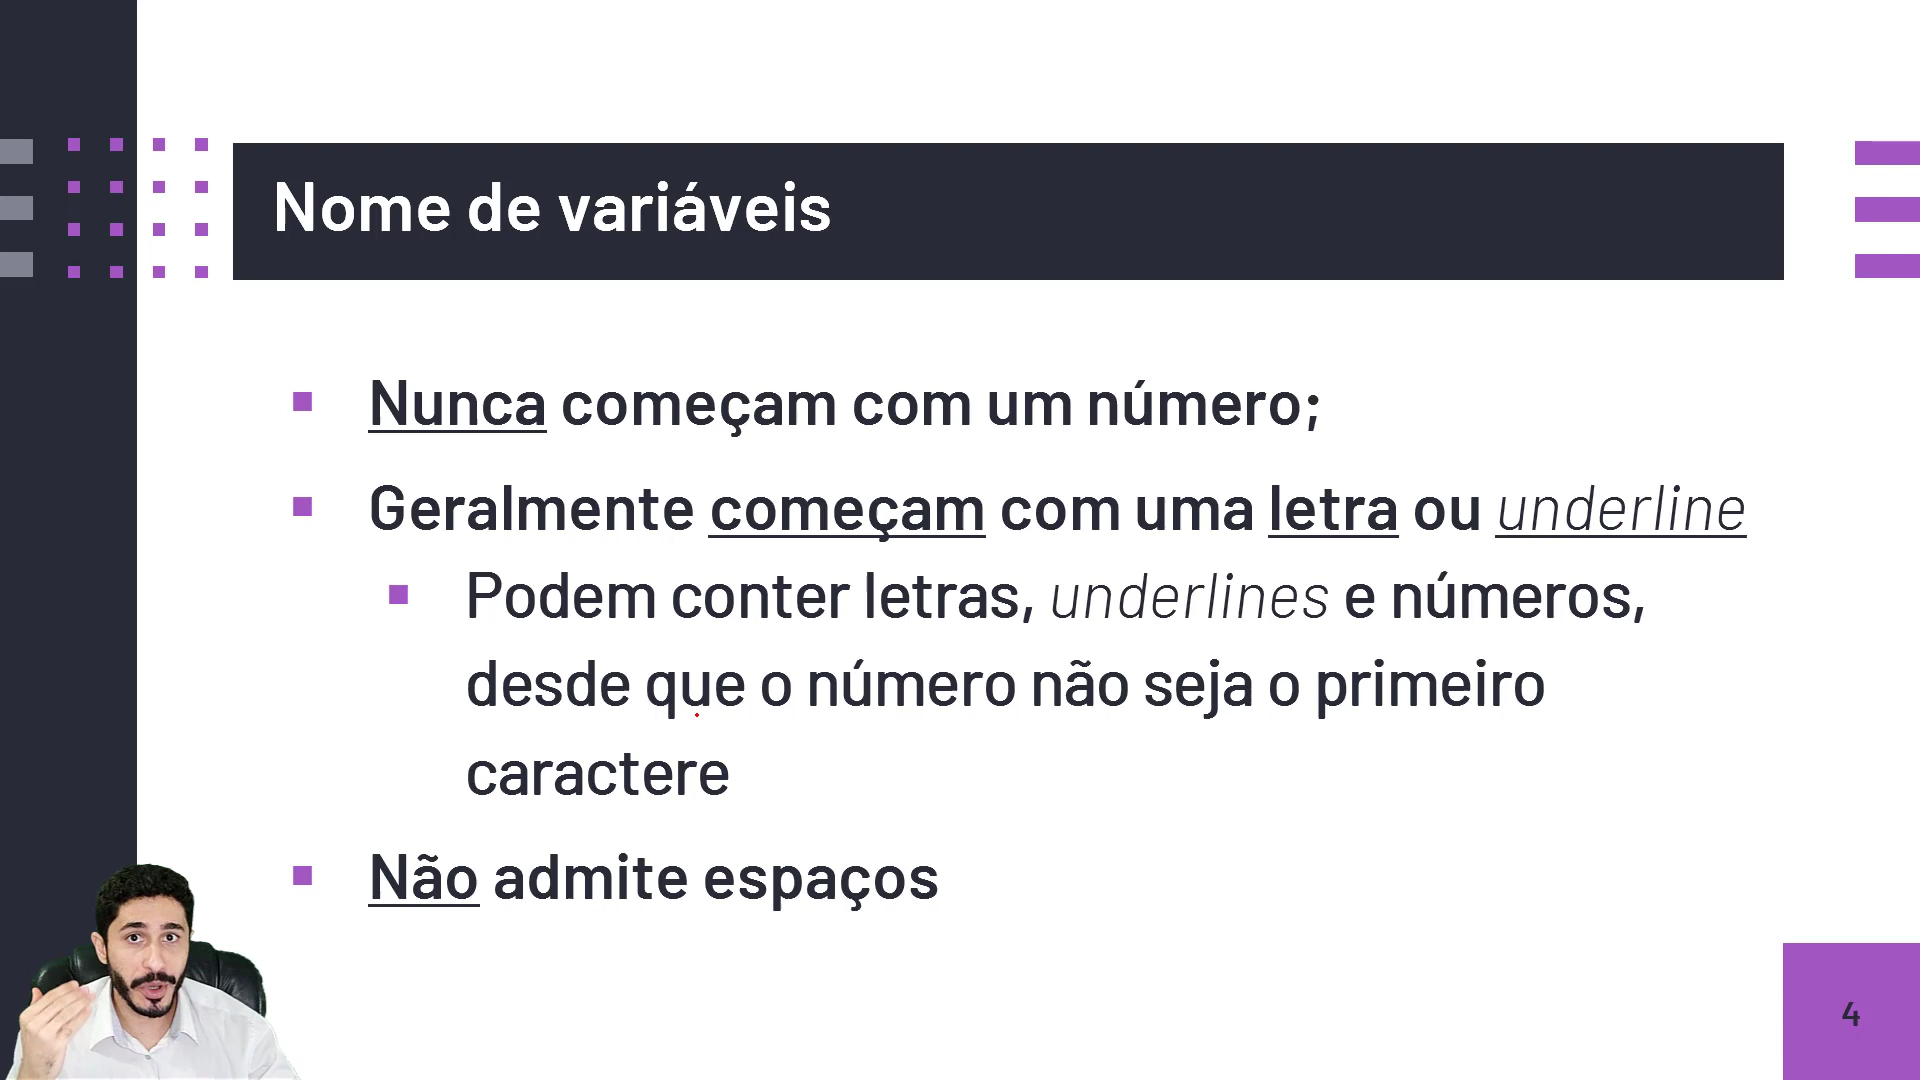 Nome de variáveis
Nunca começam com um número;
Geralmente começam com uma letra ou underline
Podem conter letras, underlines e números,
desde que o número não seja o primeiro
caractere
Não admite espaços
4